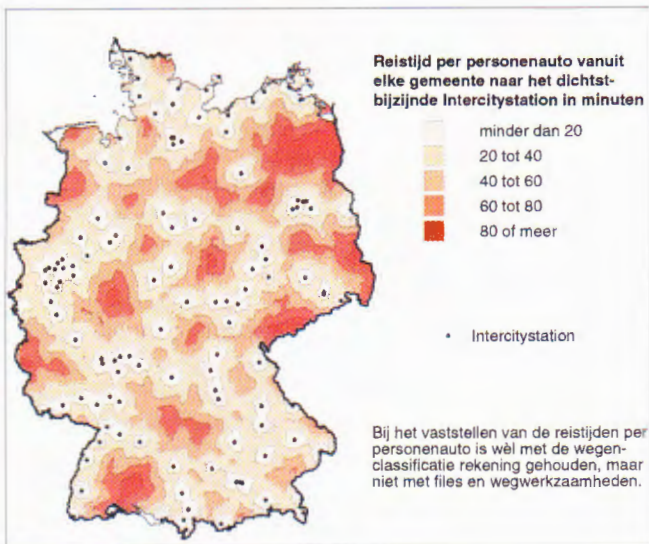 Reistijd per personenauto vanuit
elke gemeente naar het dichtst-
bijzijnde Intercitystation in minuten
minder dan 20
20 tot 40
40 tot 60
60 tot 80
80 of meer
Intercitystation
Bij het vaststellen van de reistijden per
personenauto is wèl met de wegen-
classificatie rekening gehouden, maar
niet met files en wegwerkzaamheden.